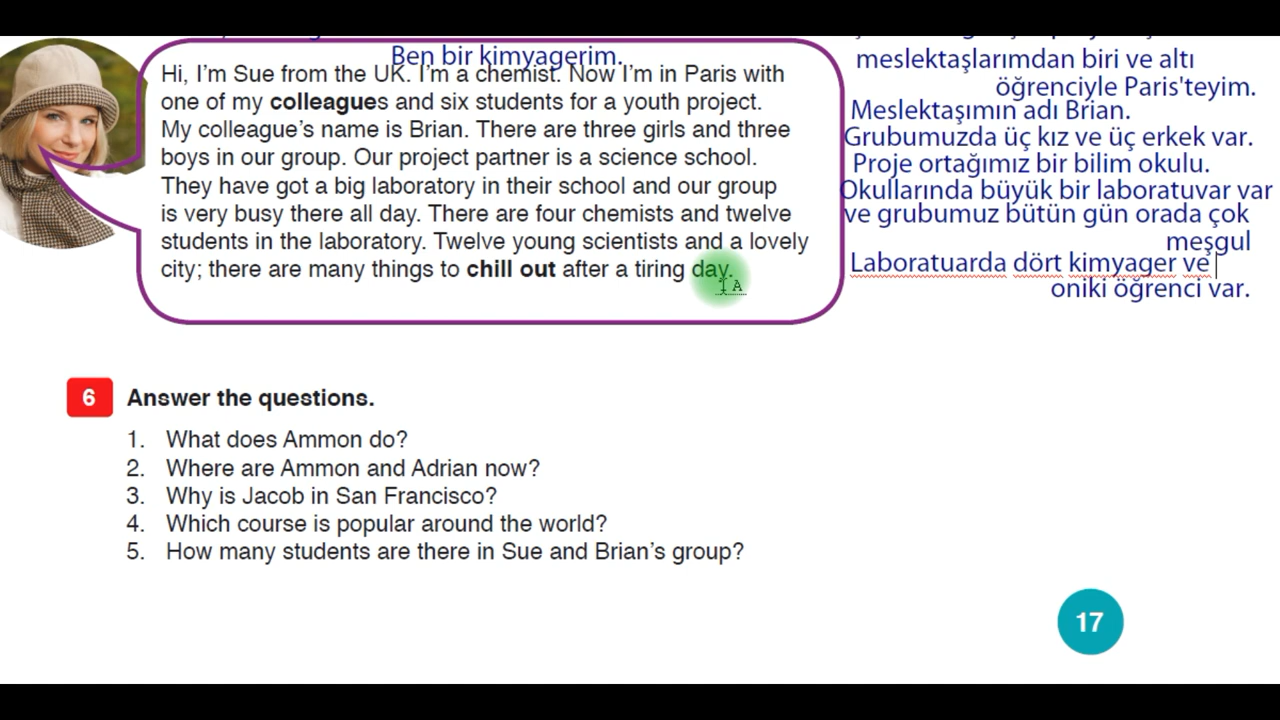 Ben bir kimyagerim.
Hi, I'm Sue from the UK. I'm a chemist. Now I'm in Paris with
one of my colleagues and six students for a youth project.
My colleague's name is Brian. There are three girls and three
boys in our group. Our project partner is a science school.
They have got a big laboratory in their school and our group
is very busy there all day. There are four chemists and twelve
students in the laboratory. Twelve young scientists and a lovely
city; there are many things to chill out after a tiring day.
meslektaşlarımdan biri ve altı
öğrenciyle Paris'teyim.
Meslektaşımın adı Brian.
Grubumuzda üç kız ve üç erkek var.
Proje ortağımız bir bilim okulu.
Okullarında büyük bir laboratuvar var
ve grubumuz bütün gün orada çok
meşgul
Laboratuarda dört kimyager ve
oniki öğrenci var.
6 Answer the questions.
1. What does Ammon do?
2. Where are Ammon and Adrian now?
3. Why is Jacob in San Francisco?
4. Which course is popular around the world?
5. How many students are there in Sue and Brian's group?
17